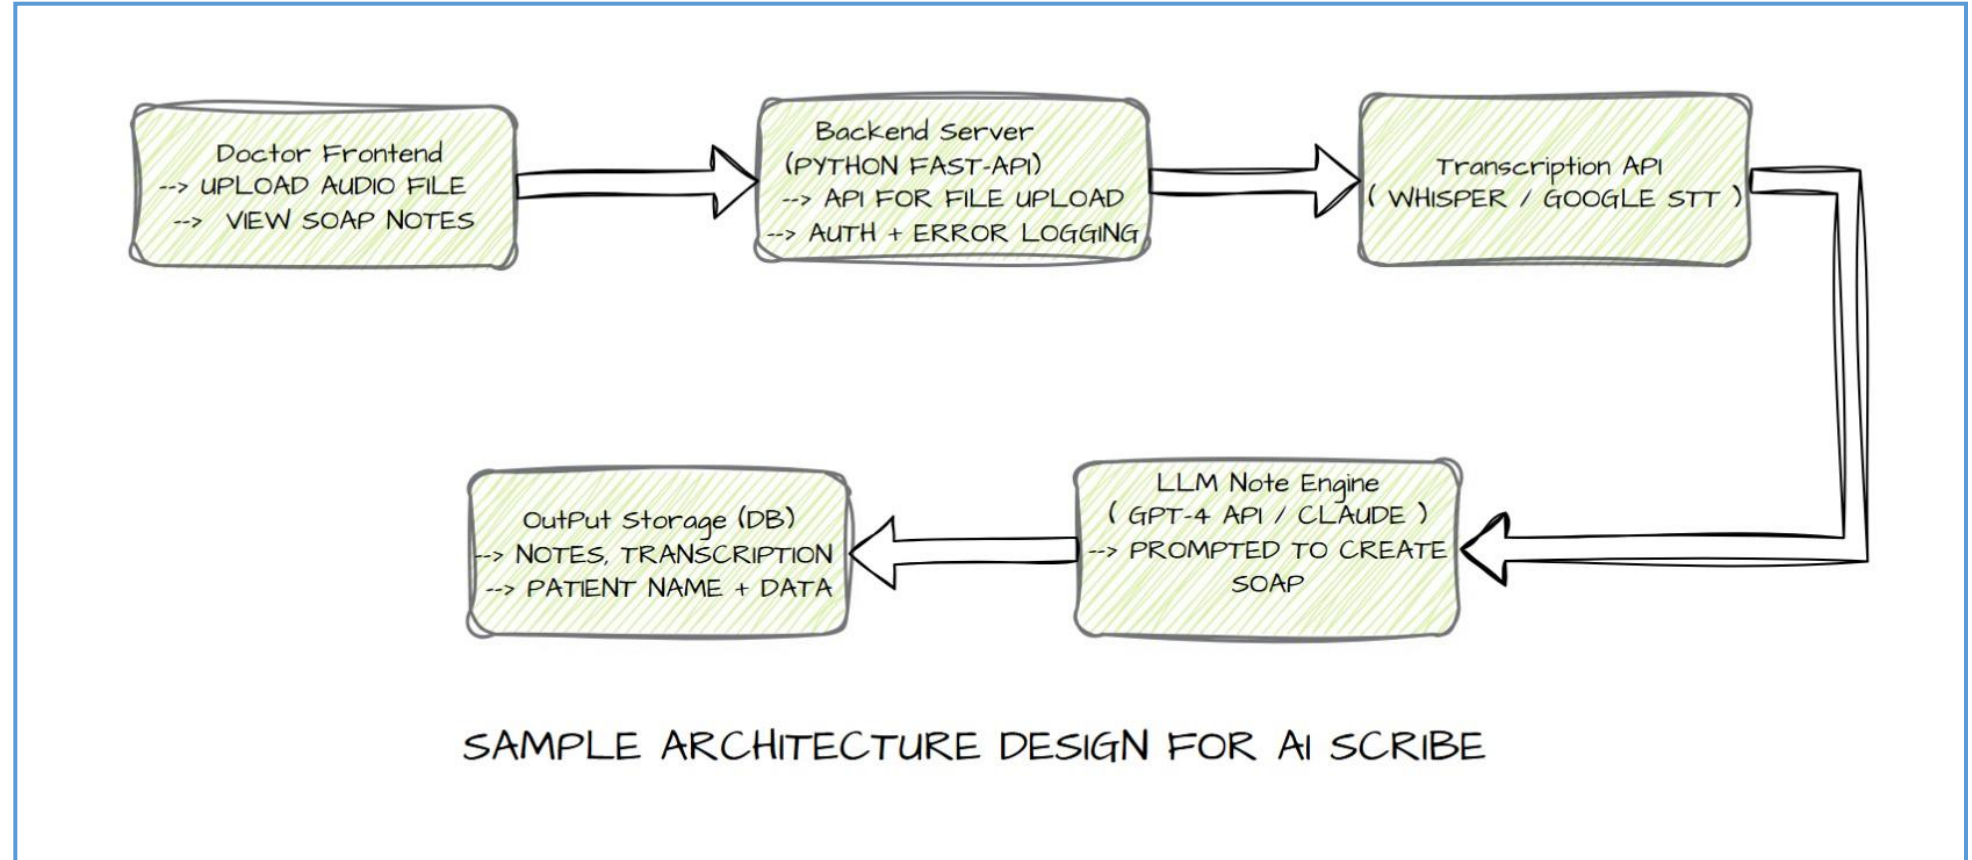 Doctor Frontend
--> UPLOAD AUDIO FILE
--> VIEW SOAP NOTES
Backend Server
(PYTHON FAST-API)
--> API FOR FILE UPLOAD
--> AUTH + ERROR LOGGING
Transcription API
( WHISPER / GOOGLE STT )
LLM Note Engine
( GPT-4 API / CLAUDE )
--> PROMPTED TO CREATE
SOAP
OutPut Storage (DB)
--> NOTES, TRANSCRIPTION
--> PATIENT NAME + DATA
SAMPLE ARCHITECTURE DESIGN FOR AI SCRIBE